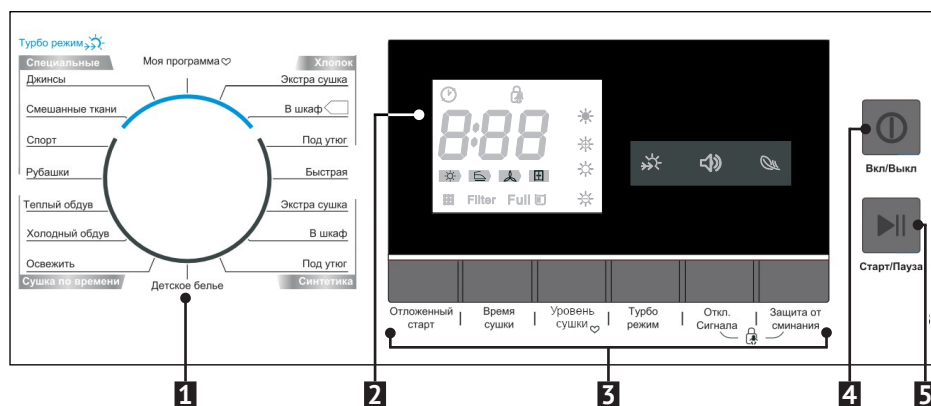 Турбо режим
Специальные
Моя программа
Хлопок
Джинсы
Экстра сушка
Смешанные ткани
В шкаф
Спорт
Под утюг
Рубашки
Быстрая
Теплый обдув
Экстра сушка
Холодный обдув
В шкаф
Освежить
Под утюг
Сушка по времени
Детское белье
Синтетика
8:88
Filter Full
Вкл/Выкл
Старт/Пауза
Отложенный
старт
Время
сушки
Уровень
сушки
Турбо
режим
Откл.
Сигнала
Защита от
сминания
1
2
3
4
5